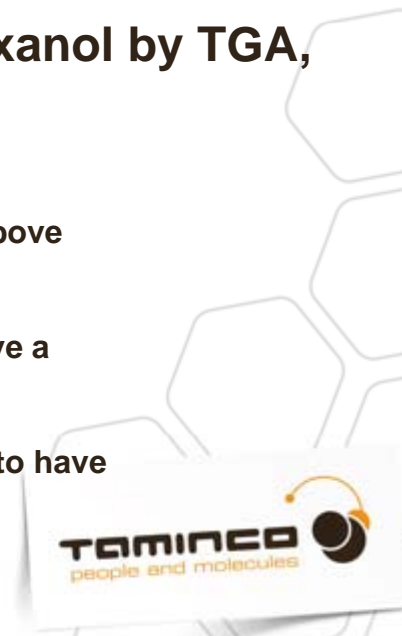 xanol by TGA,
bove
ve a
to have
TAMINCO
people and molecules